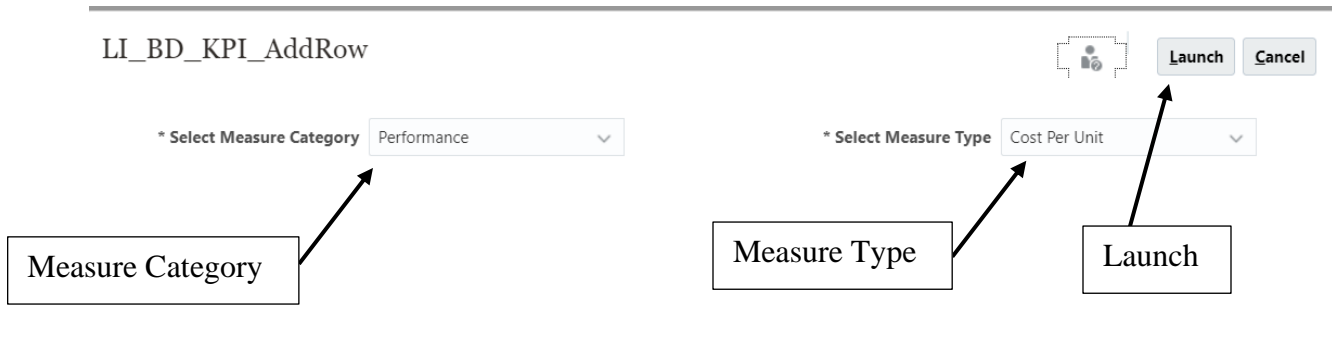 LI_BD_KPI_AddRow
Launch Cancel
* Select Measure Category Performance * Select Measure Type Cost Per Unit
Measure Category Measure Type Launch